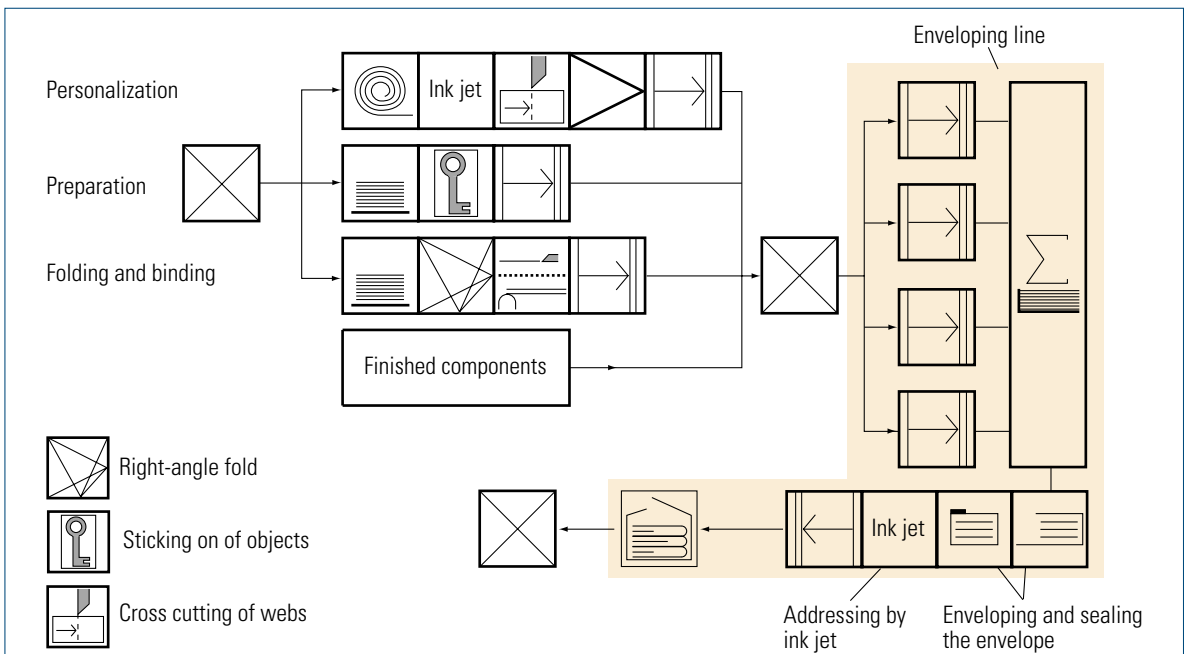 Enveloping line
Personalization
Ink jet
Preparation
Folding and binding
Finished components
Right-angle fold
Sticking on of objects
Ink jet
Cross cutting of webs
Addressing by
ink jet
Enveloping and sealing
the envelope